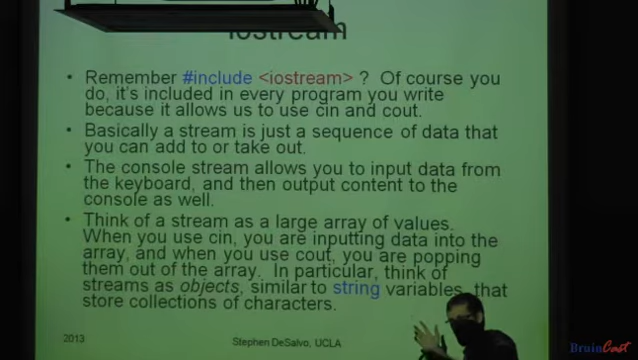 iostream
• Remember #include <iostream> ? Of course you
do, it's included in every program you write
because it allows us to use cin and cout.
• Basically a stream is just a sequence of data that
you can add to or take out.
• The console stream allows you to input data from
the keyboard, and then output content to the
console as well.
• Think of a stream as a large array of values.
When you use cin, you are inputting data into the
array, and when you use cout, you are popping
them out of the array. In particular, think of
streams as objects, similar to string variables, that
store collections of characters.
2013
Stephen DeSalvo, UCLA
BruinCast